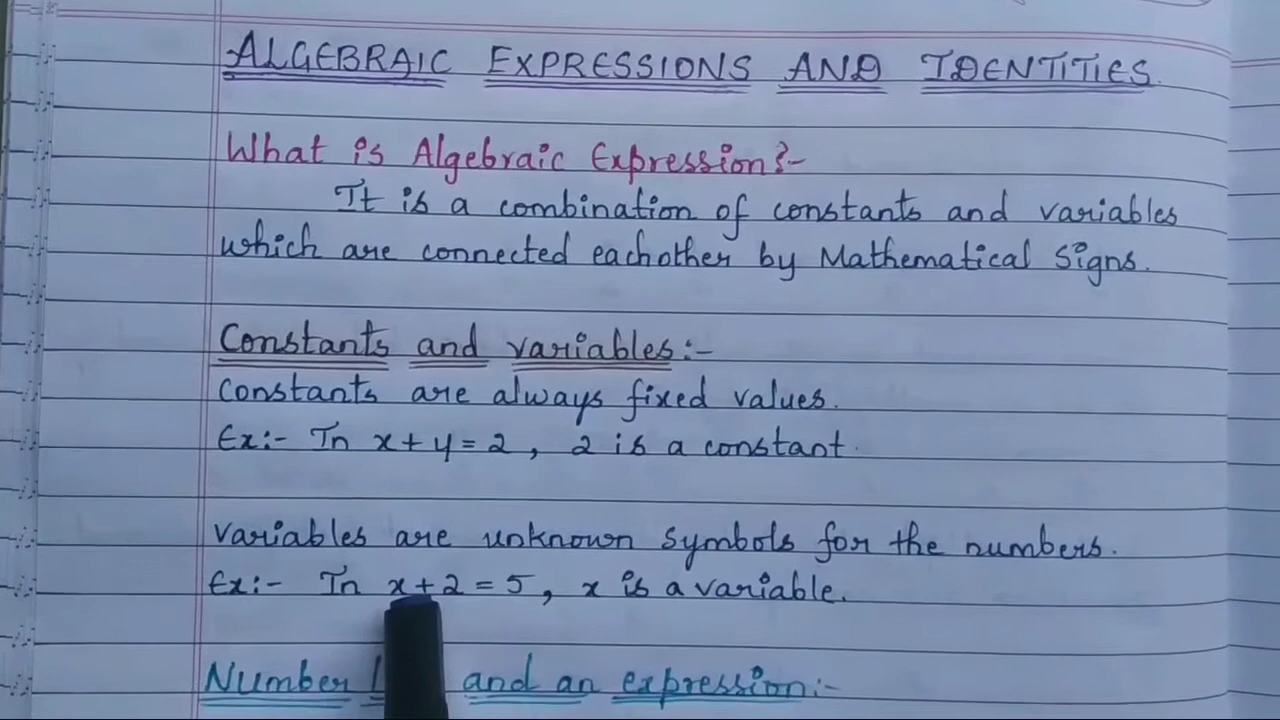 ALGEBRAIC EXPRESSIONS AND IDENTITIES
What is Algebraic Expression?:-
It is a combination of constants and variables
which are connected eachother by Mathematical signs.
Constants and variables:-
Constants are always fixed values.
Ex:- In x+y=2, 2 is a constant.
Variables are unknown symbols for the numbers.
Ex:- In x+2=5, x is a variable.
Number and an expression:-